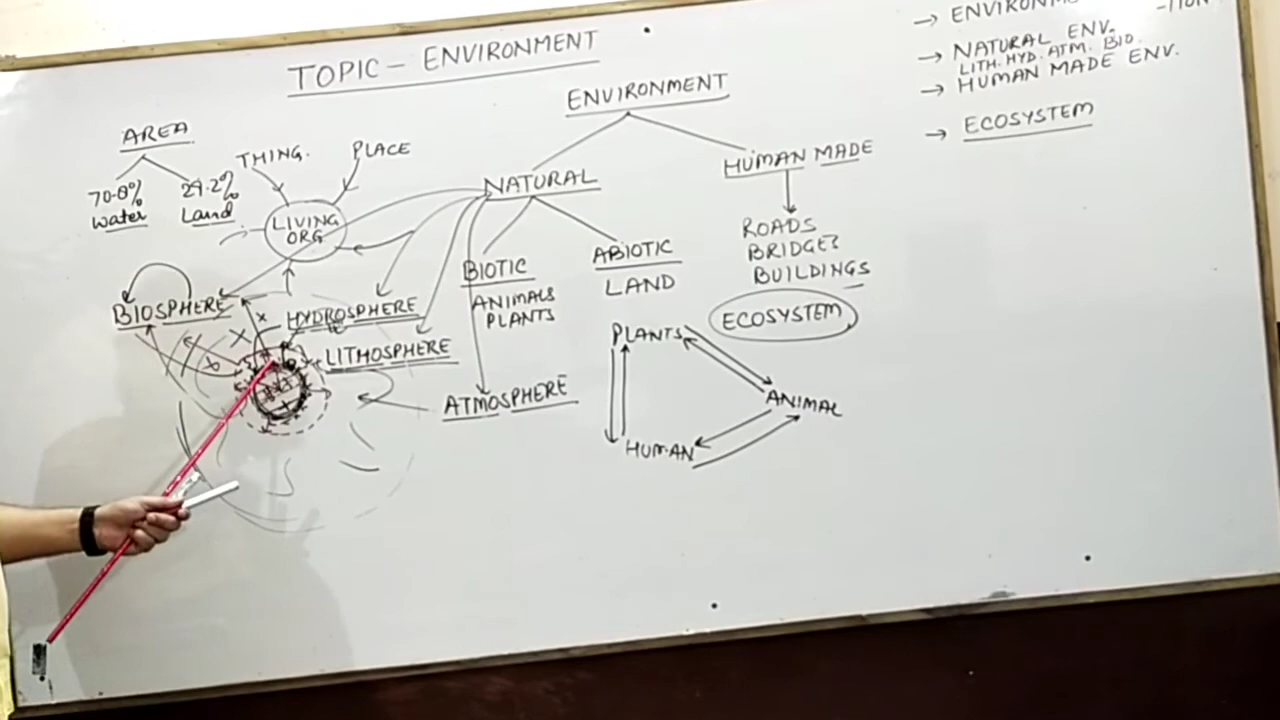 TOPIC - ENVIRONMENT
AREA
70.8% Water
29.2% Land
THING.
PLACE
LIVING ORG
BIOSPHERE
HYDROSPHERE
LITHOSPHERE
ATMOSPHERE
ENVIRONMENT
NATURAL
BIOTIC
ANIMALS
PLANTS
ABIOTIC
LAND
HUMAN MADE
ROADS
BRIDGES
BUILDINGS
ECOSYSTEM
PLANTS
ANIMAL
HUMAN
→ NATURAL ENV.
LITH. HYD. ATM. BIO.
→ HUMAN MADE ENV.
→ ECOSYSTEM